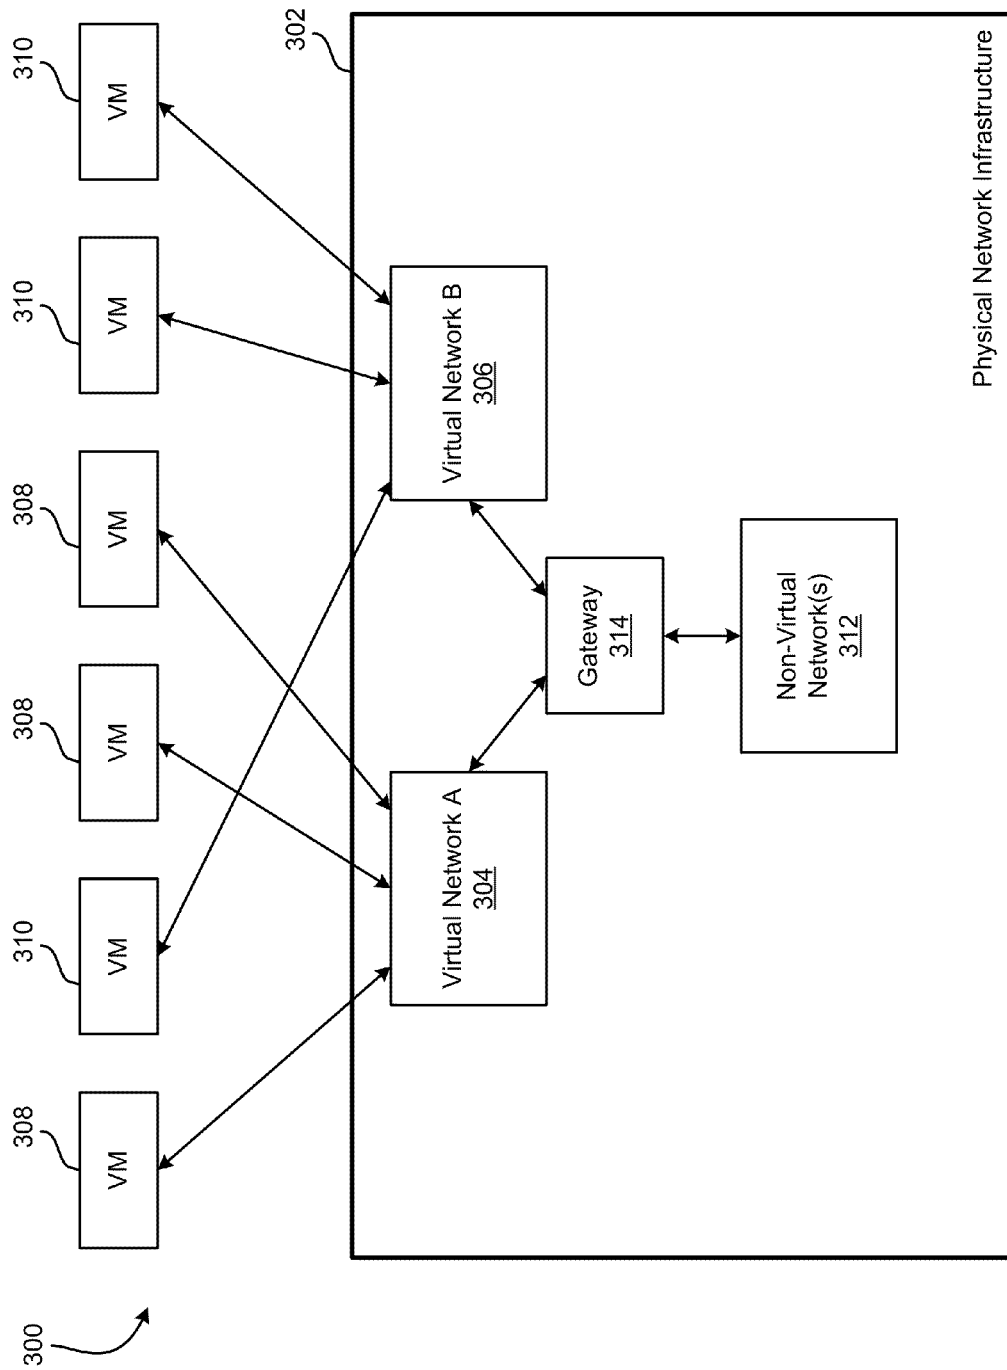 300
308
310
308
308
310
310
VM
VM
VM
VM
VM
VM
302
Virtual Network A
304
Virtual Network B
306
Gateway
314
Non-Virtual
Network(s)
312
Physical Network Infrastructure